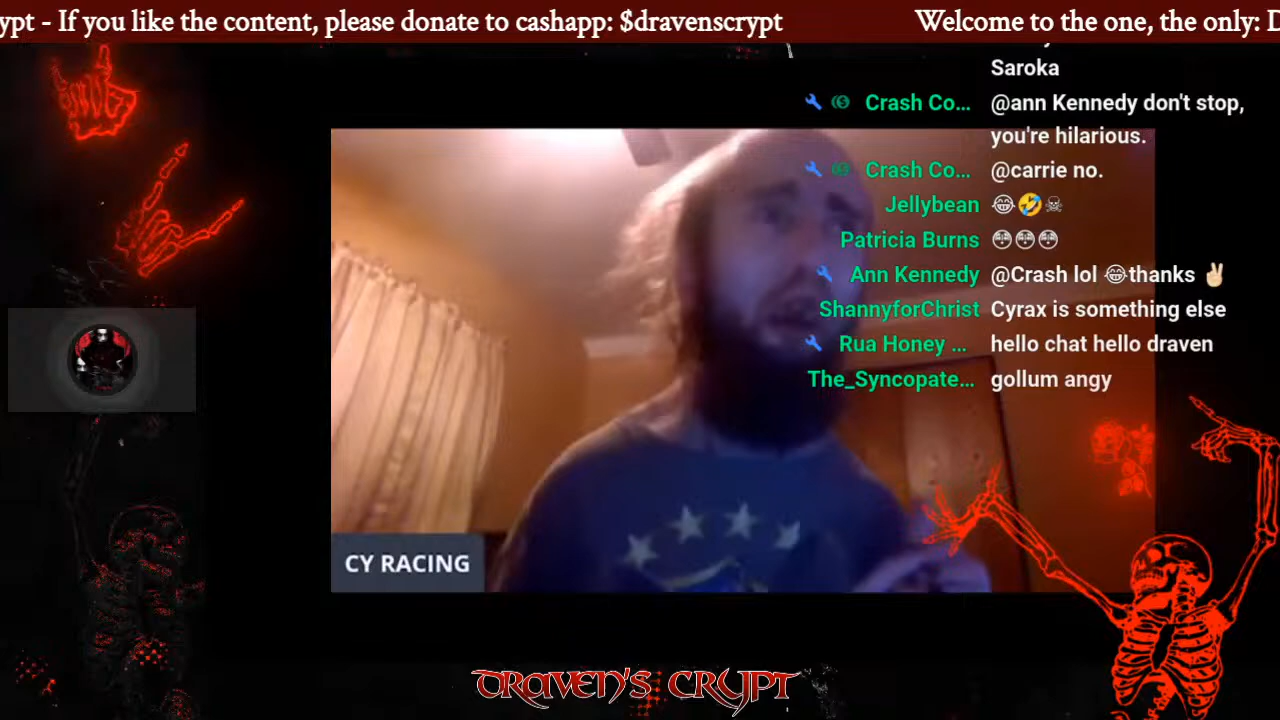 ypt - If you like the content, please donate to cashapp: $dravenscrypt Welcome to the one, the only: D
Saroka
Crash Co... @ann Kennedy don't stop,
you're hilarious.
Crash Co... @carrie no.
Jellybean 😂🤣☠
Patricia Burns 😳😳😳
Ann Kennedy @Crash lol 😂thanks ✌🏼
ShannyforChrist Cyrax is something else
Rua Honey ... hello chat hello draven
The_Syncopate... gollum angy
CY RACING
DRAVEN'S CRYPT